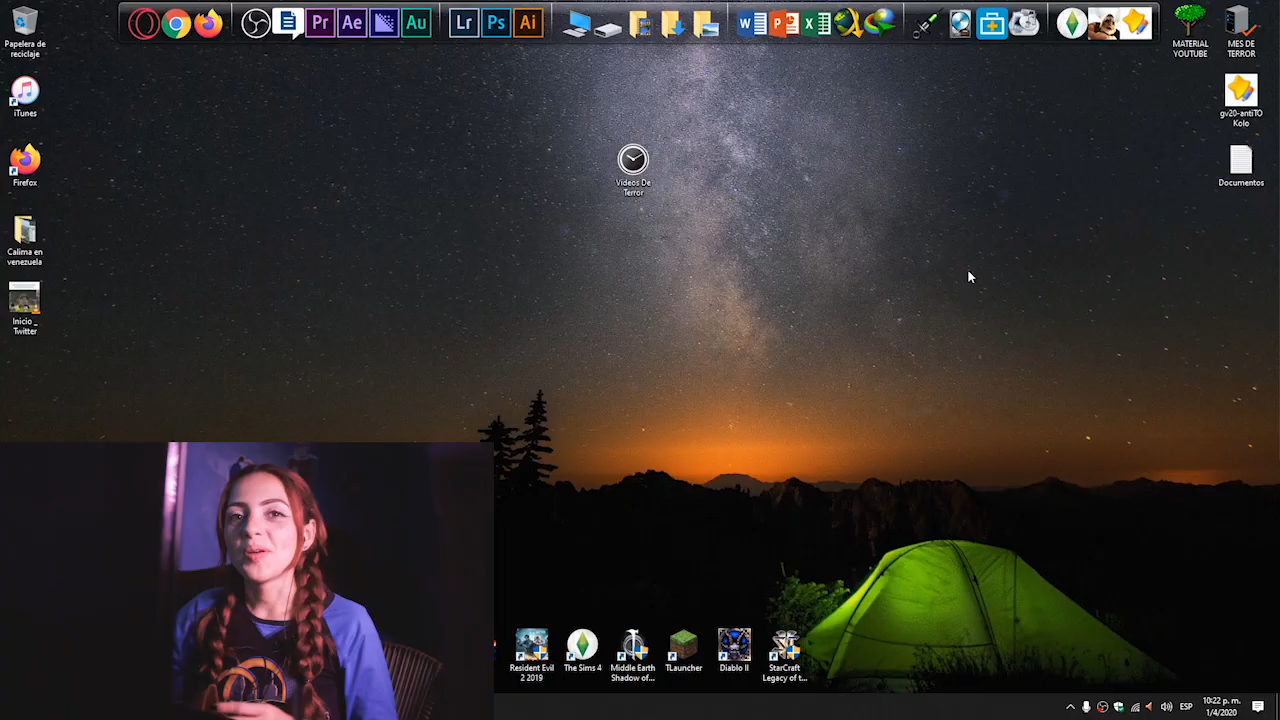 Pr Ae Au Lr Ps Ai W P X
Papelera de
reciclaje
iTunes
Firefox
Calima en
venezuela
Inicio _
Twitter
Videos De
Terror
MATERIAL
YOUTUBE
MES DE
TERROR
gv20-antiTO
Kolo
Documentos
Resident Evil
2 2019
The Sims 4
Middle Earth
Shadow of...
TLauncher
Diablo II
StarCraft
Legacy of t...
ESP
10:22 p. m.
1/4/2020